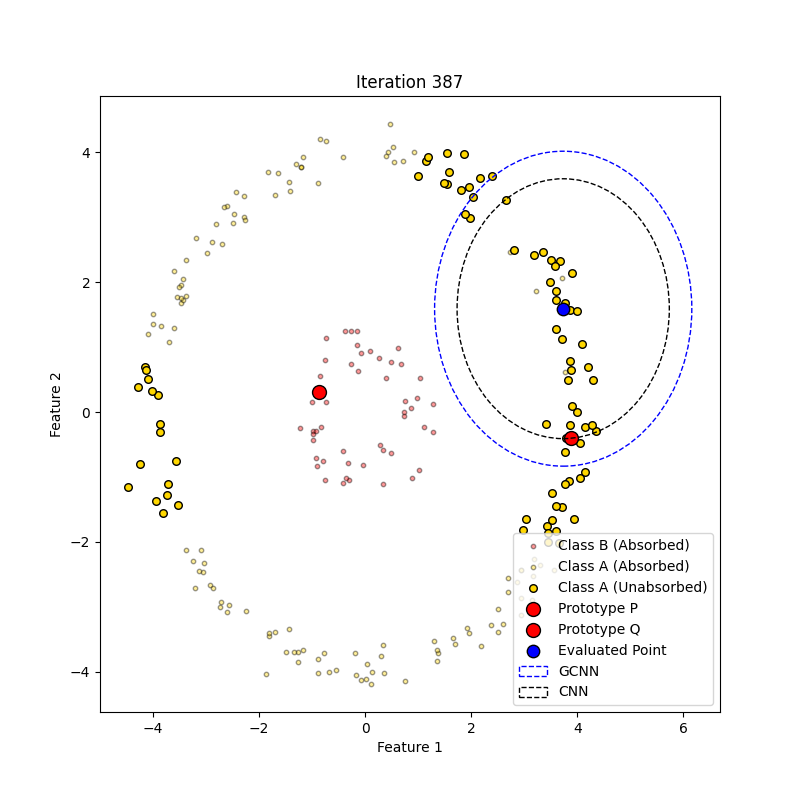 Iteration 387
Feature 2
4
2
0
−2
−4
−4
−2
0
2
4
6
Feature 1
Class B (Absorbed)
Class A (Absorbed)
Class A (Unabsorbed)
Prototype P
Prototype Q
Evaluated Point
GCNN
CNN